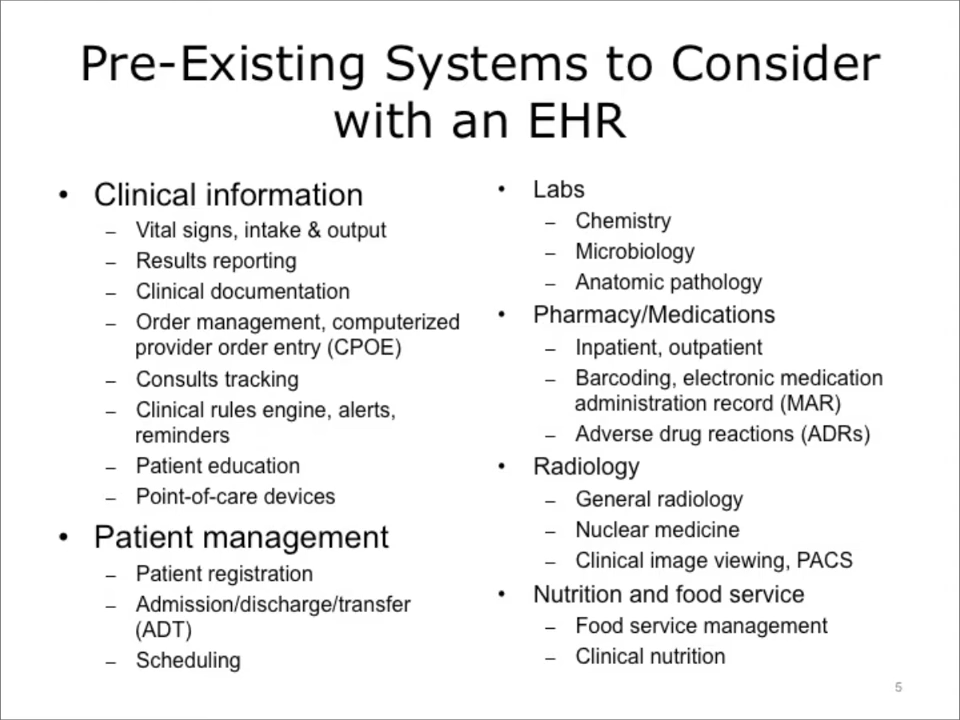 Pre-Existing Systems to Consider
with an EHR
• Clinical information
– Vital signs, intake & output
– Results reporting
– Clinical documentation
– Order management, computerized
provider order entry (CPOE)
– Consults tracking
– Clinical rules engine, alerts,
reminders
– Patient education
– Point-of-care devices
• Patient management
– Patient registration
– Admission/discharge/transfer
(ADT)
– Scheduling
• Labs
– Chemistry
– Microbiology
– Anatomic pathology
• Pharmacy/Medications
– Inpatient, outpatient
– Barcoding, electronic medication
administration record (MAR)
– Adverse drug reactions (ADRs)
• Radiology
– General radiology
– Nuclear medicine
– Clinical image viewing, PACS
• Nutrition and food service
– Food service management
– Clinical nutrition
5